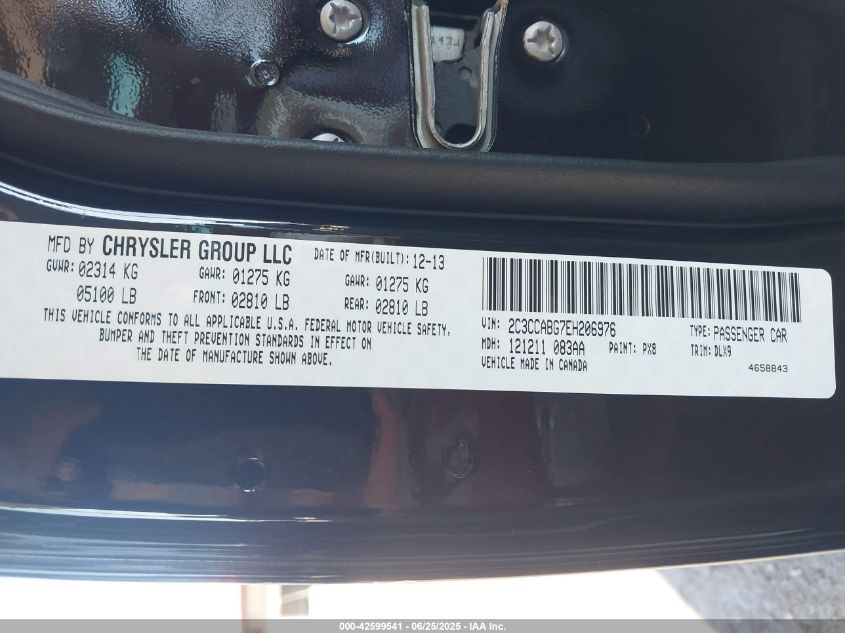 MFD BY CHRYSLER GROUP LLC DATE OF MFR(BUILT): 12-13
GVWR: 02314 KG GAWR: 01275 KG GAWR: 01275 KG
05100 LB FRONT: 02810 LB REAR: 02810 LB
THIS VEHICLE CONFORMS TO ALL APPLICABLE U.S.A. FEDERAL MOTOR VEHICLE SAFETY,
BUMPER AND THEFT PREVENTION STANDARDS IN EFFECT ON
THE DATE OF MANUFACTURE SHOWN ABOVE.
VIN: 2C3CCABG7EH206976 TYPE: PASSENGER CAR
MDH: 121211 083AA PAINT: PX8 TRIM: DLX9
VEHICLE MADE IN CANADA 4658843
000-42599541 / 06/25/2025 - IAA Inc.